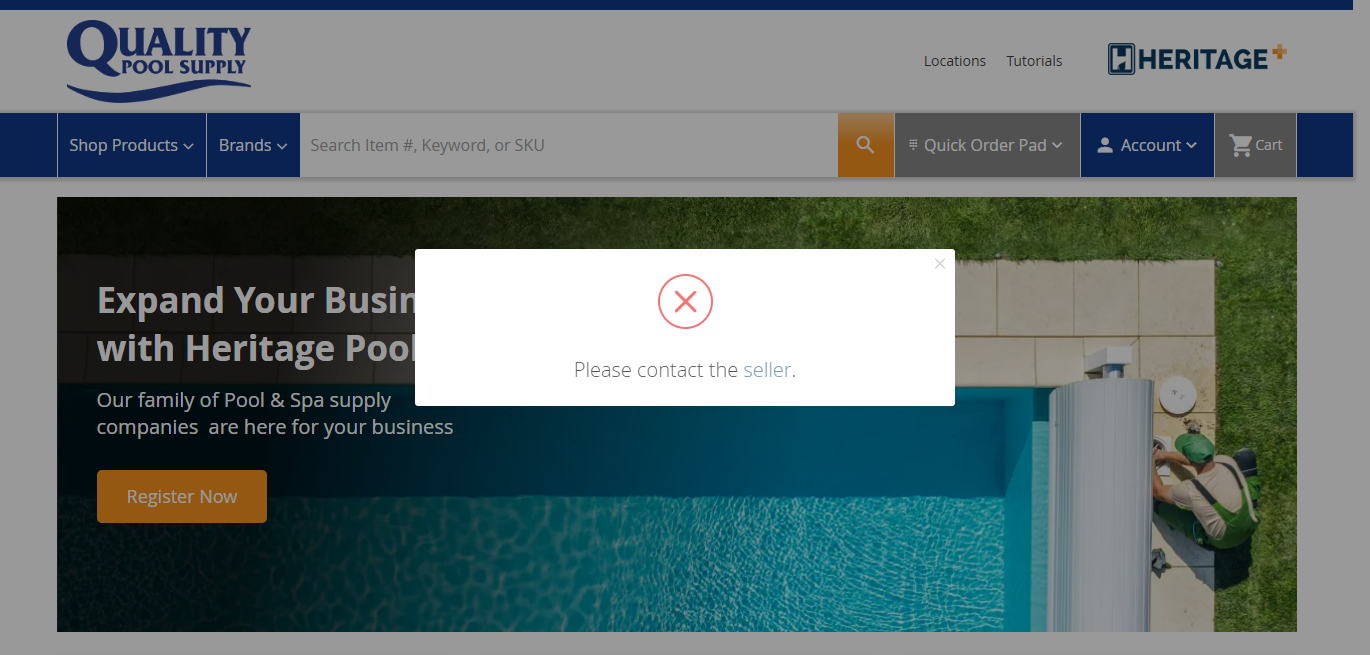 QUALITY
POOL SUPPLY
Locations
Tutorials
HERITAGE+
Shop Products
Brands
Search Item #, Keyword, or SKU
Quick Order Pad
Account
Cart
Expand Your Busin
with Heritage Pool
Our family of Pool & Spa supply
companies are here for your business
Register Now
Please contact the seller.